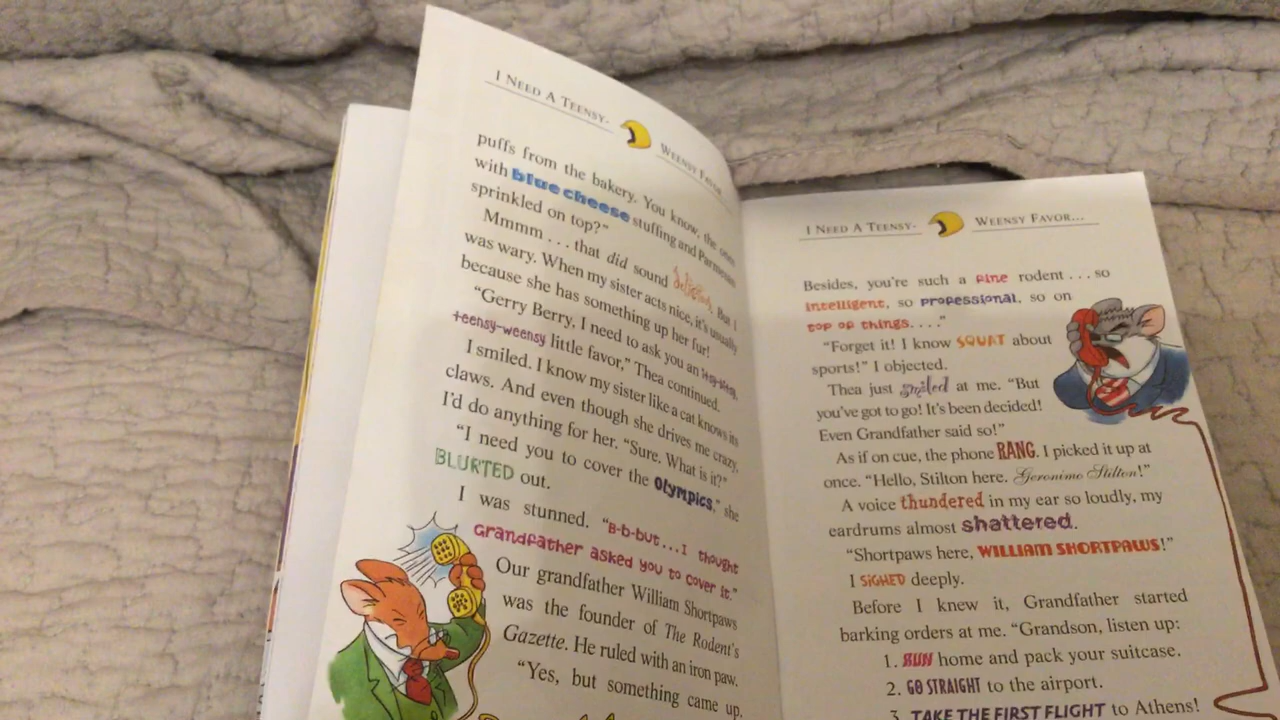 I NEED A TEENSY- WEENSY FAVOR
puffs from the bakery. You know, the ones
with blue cheese stuffing and Parmesan
sprinkled on top?"
Mmmm . . . that did sound delicious. But I
was wary. When my sister acts nice, it's usually
because she has something up her fur!
"Gerry Berry, I need to ask you an itsy-bitsy,
teensy-weensy little favor," Thea continued.
I smiled. I know my sister like a cat knows its
claws. And even though she drives me crazy,
I'd do anything for her. "Sure. What is it?"
"I need you to cover the OLYMPICS," she
BLURTED out.
I was stunned. "B-b-but...I thought
Grandfather asked you to cover it."
Our grandfather William Shortpaws
was the founder of The Rodent's
Gazette. He ruled with an iron paw.
"Yes, but something came up.
I NEED A TEENSY- WEENSY FAVOR...
Besides, you're such a fine rodent . . . so
intelligent, so professional, so on
top of things. . . ."
"Forget it! I know SQUAT about
sports!" I objected.
Thea just smiled at me. "But
you've got to go! It's been decided!
Even Grandfather said so!"
As if on cue, the phone RANG. I picked it up at
once. "Hello, Stilton here. Geronimo Stilton!"
A voice thundered in my ear so loudly, my
eardrums almost shattered.
"Shortpaws here, WILLIAM SHORTPAWS!"
I SIGHED deeply.
Before I knew it, Grandfather started
barking orders at me. "Grandson, listen up:
1. RUN home and pack your suitcase.
2. GO STRAIGHT to the airport.
3. TAKE THE FIRST FLIGHT to Athens!